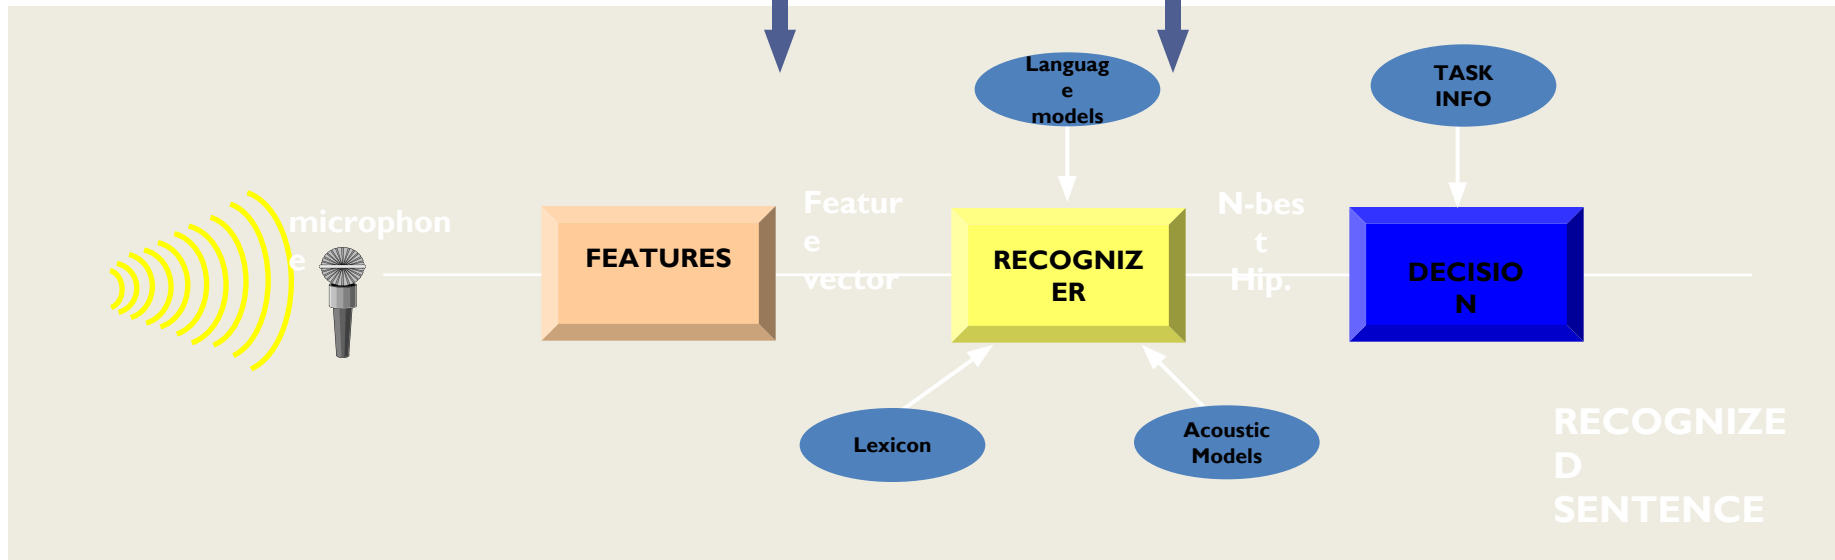 Languag
e
models
TASK
INFO
microphon
e
FEATURES
Featur
e
vector
RECOGNIZ
ER
N-bes
t
Hip.
DECISIO
N
Lexicon
Acoustic
Models
RECOGNIZE
D
SENTENCE